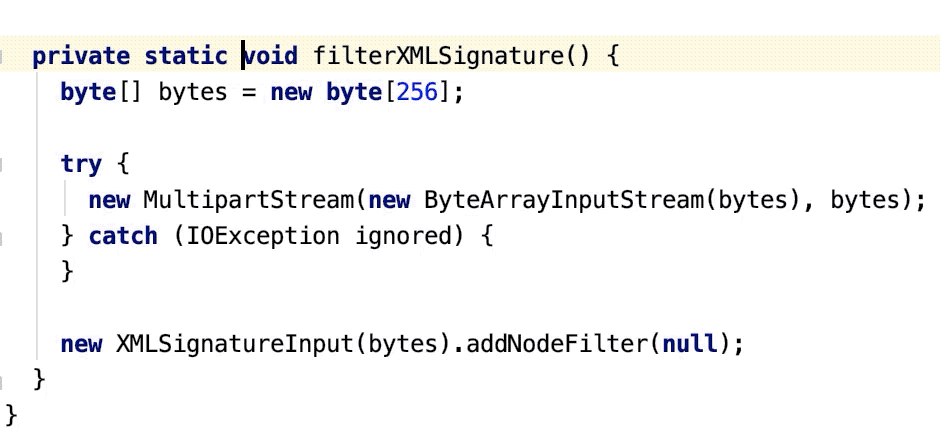 private static void filterXMLSignature() {
byte[] bytes = new byte[256];
try {
new MultipartStream(new ByteArrayInputStream(bytes), bytes);
} catch (IOException ignored) {
}
new XMLSignatureInput(bytes).addNodeFilter(null);
}
}